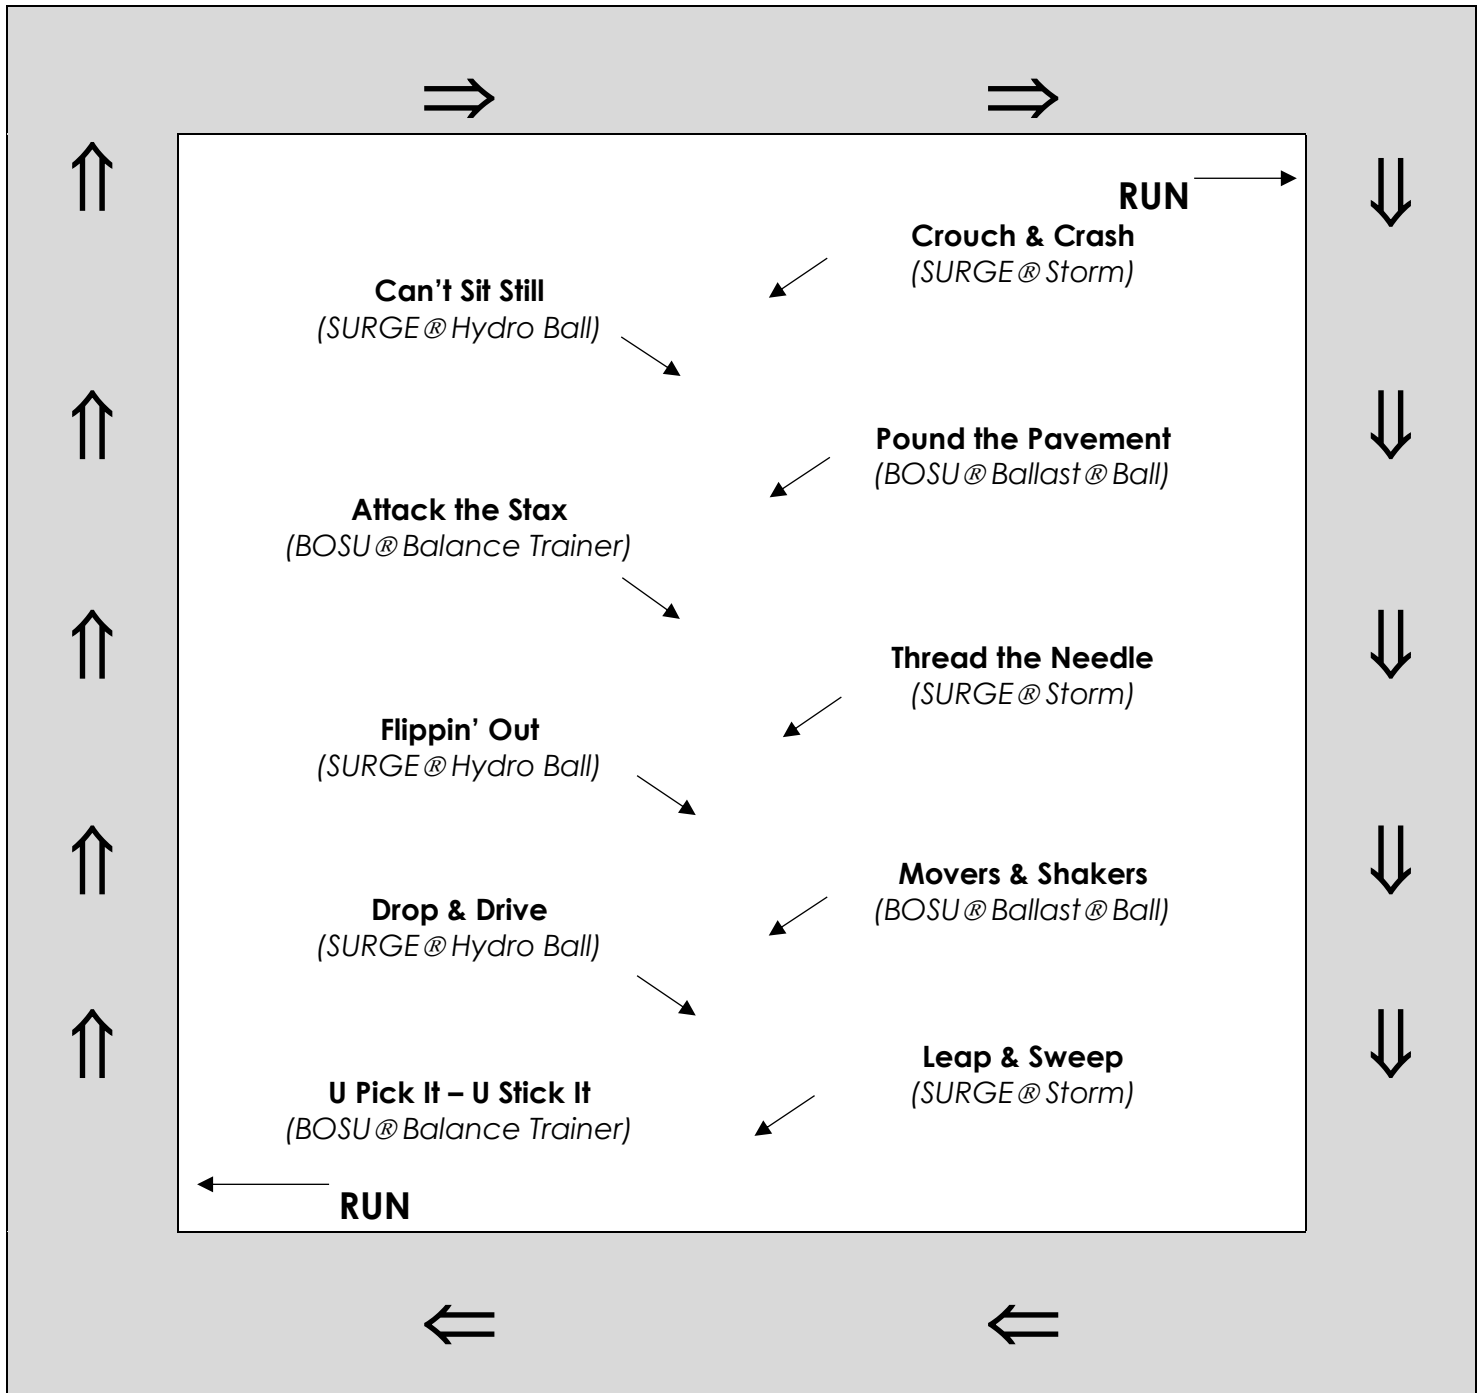 RUN
Crouch & Crash
(SURGE® Storm)
Can’t Sit Still
(SURGE® Hydro Ball)
Pound the Pavement
(BOSU® Ballast® Ball)
Attack the Stax
(BOSU® Balance Trainer)
Thread the Needle
(SURGE® Storm)
Flippin’ Out
(SURGE® Hydro Ball)
Movers & Shakers
(BOSU® Ballast® Ball)
Drop & Drive
(SURGE® Hydro Ball)
Leap & Sweep
(SURGE® Storm)
U Pick It – U Stick It
(BOSU® Balance Trainer)
RUN